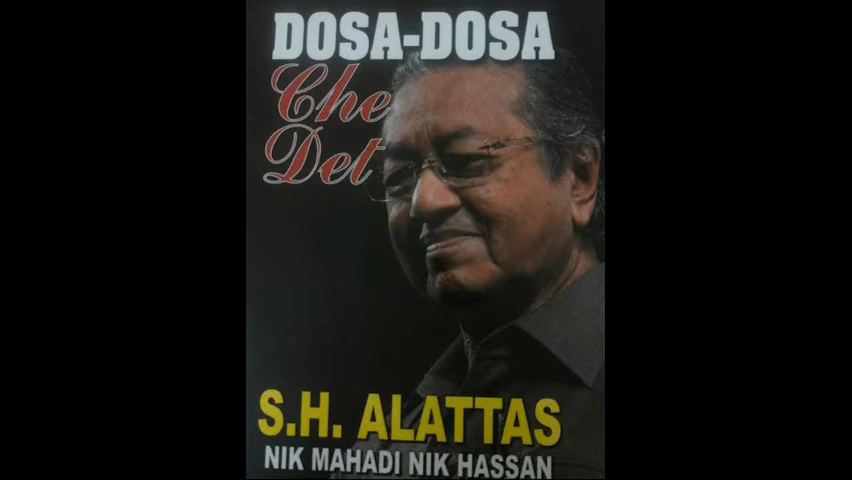 DOSA-DOSA
Che
Det
S.H. ALATTAS
NIK MAHADI NIK HASSAN